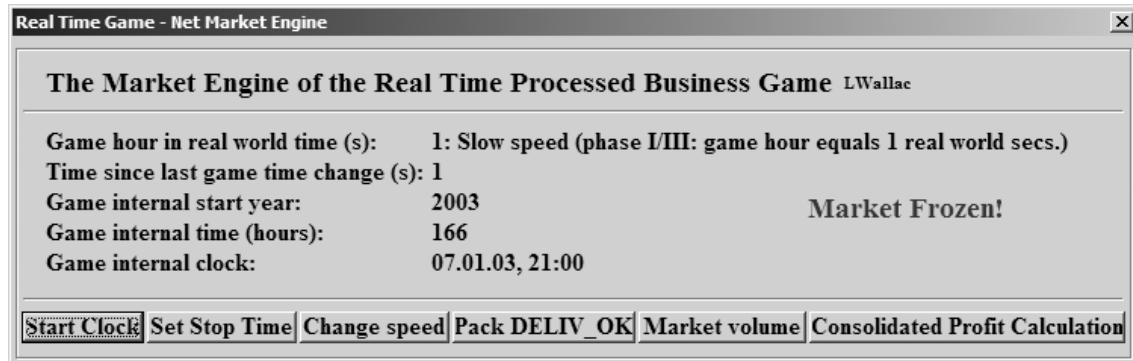 Real Time Game - Net Market Engine
The Market Engine of the Real Time Processed Business Game LWallac
Game hour in real world time (s): 1: Slow speed (phase I/III: game hour equals 1 real world secs.)
Time since last game time change (s): 1
Game internal start year: 2003
Market Frozen!
Game internal time (hours): 166
Game internal clock: 07.01.03, 21:00
Start Clock Set Stop Time Change speed Pack DELIV_OK Market volume Consolidated Profit Calculation